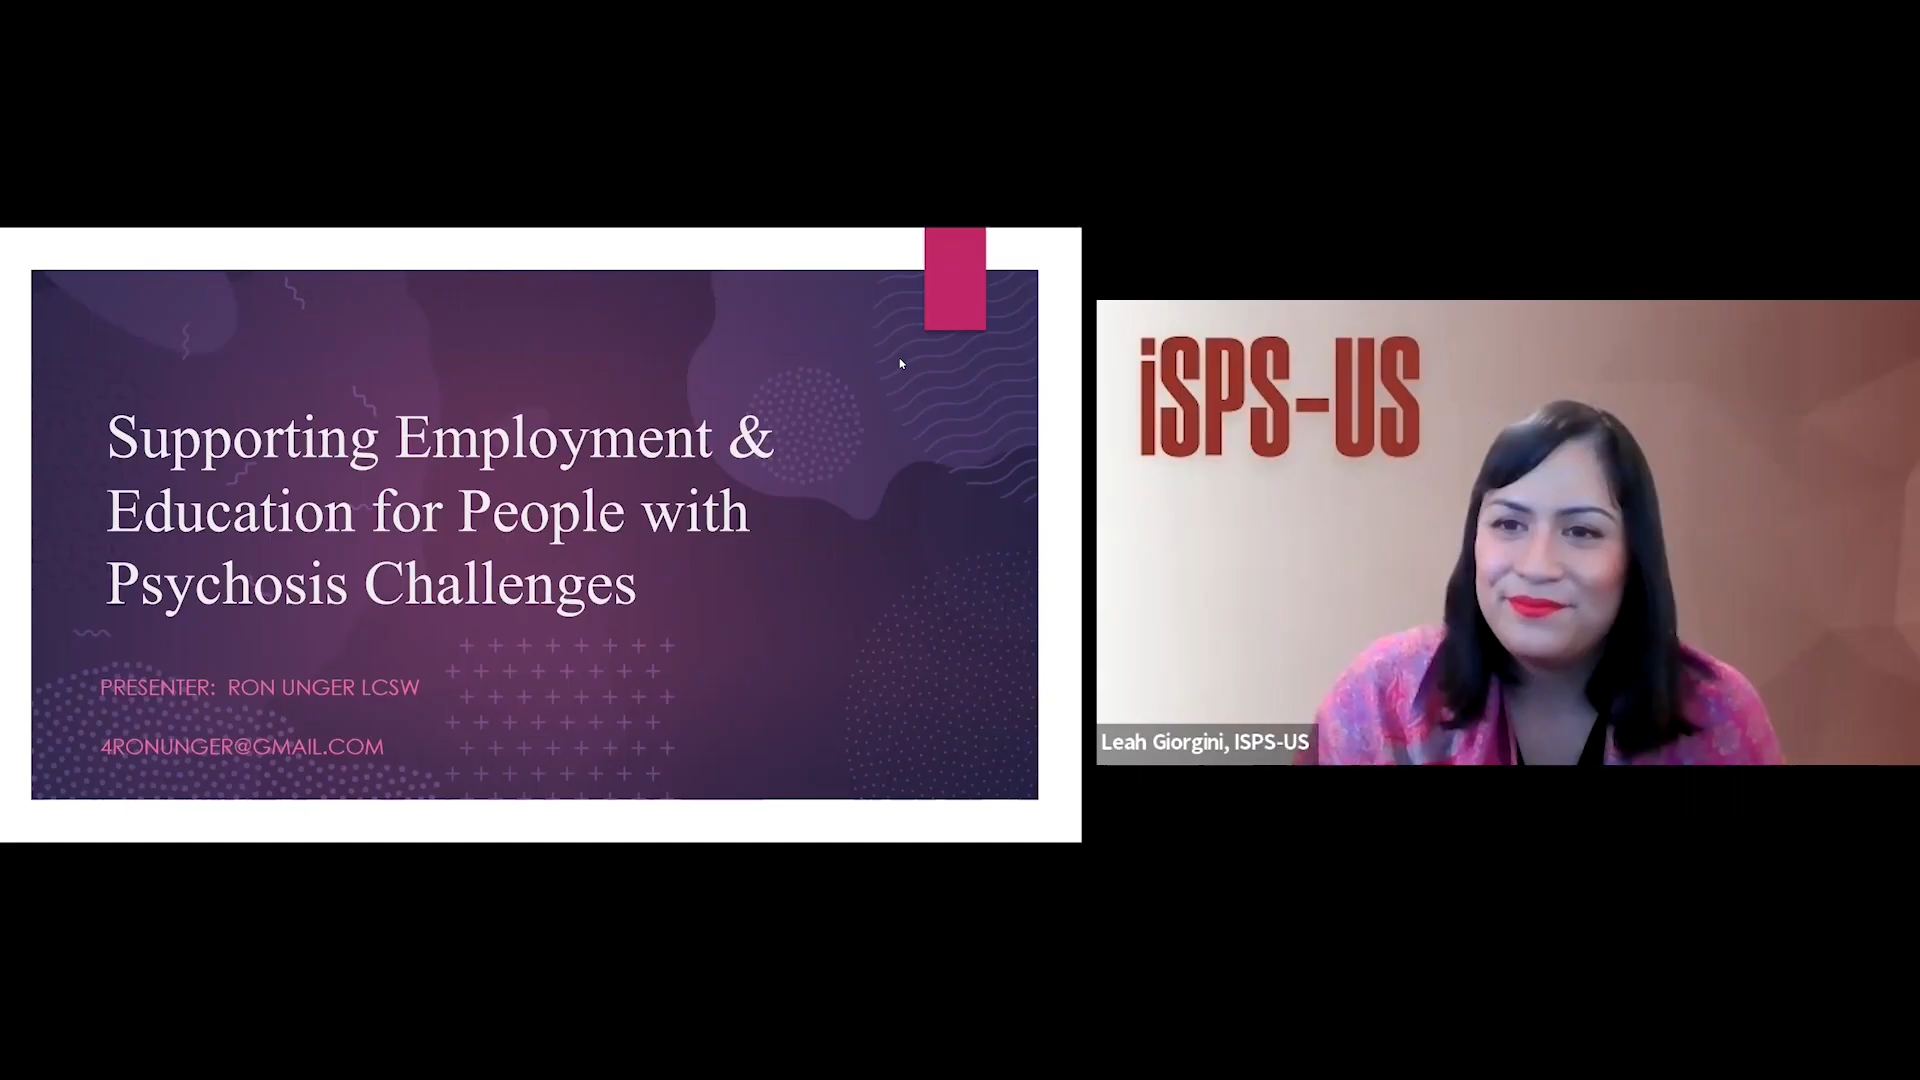 Supporting Employment &
Education for People with
Psychosis Challenges
PRESENTER: RON UNGER LCSW
4RONUNGER@GMAIL.COM
iSPS-US
Leah Giorgini, ISPS-US